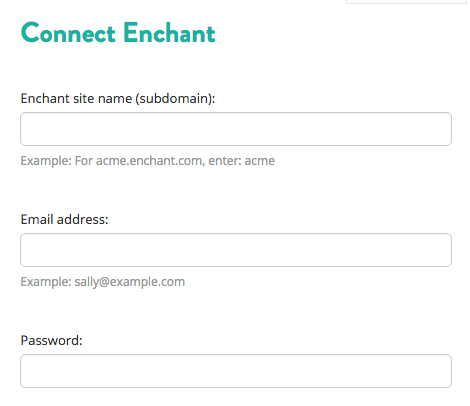 Connect Enchant
Enchant site name (subdomain):
Example: For acme.enchant.com, enter: acme
Email address:
Example: sally@example.com
Password: